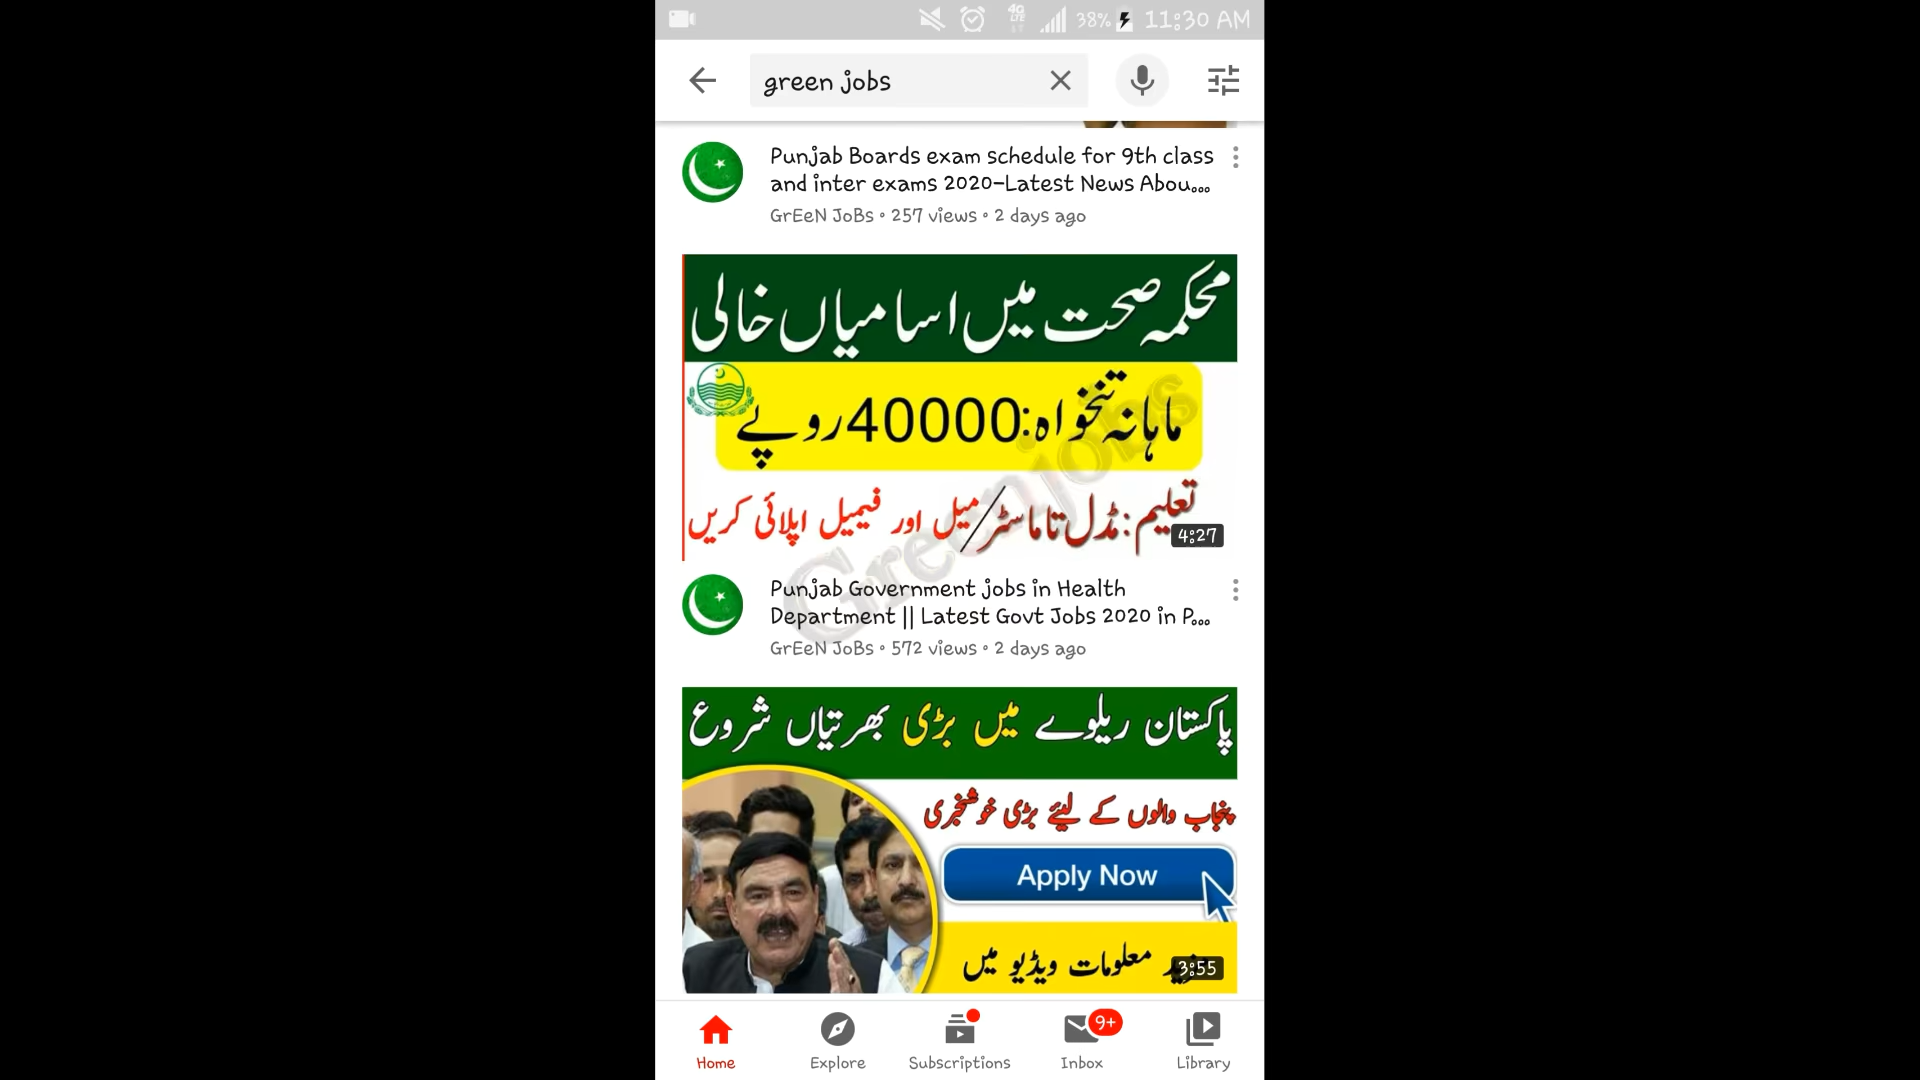 38% 11:30 AM
green jobs
Punjab Boards exam schedule for 9th class
and inter exams 2020-Latest News Abou...
GrEeN JoBs • 257 views • 2 days ago
محکمہ صحت میں اسامیاں خالی
ماہانہ تنخواہ:40000روپے
تعلیم: مڈل تا ماسٹر/میل اور فیمیل اپلائی کریں
4:27
Greenjobs
Punjab Government jobs in Health
Department || Latest Govt Jobs 2020 in P...
GrEeN JoBs • 572 views • 2 days ago
پاکستان ریلوے میں بڑی بھرتیاں شروع
پنجاب والوں کے لیئے بڑی خوشخبری
Apply Now
معلومات ویڈیو میں
3:55
9+
Home Explore Subscriptions Inbox Library